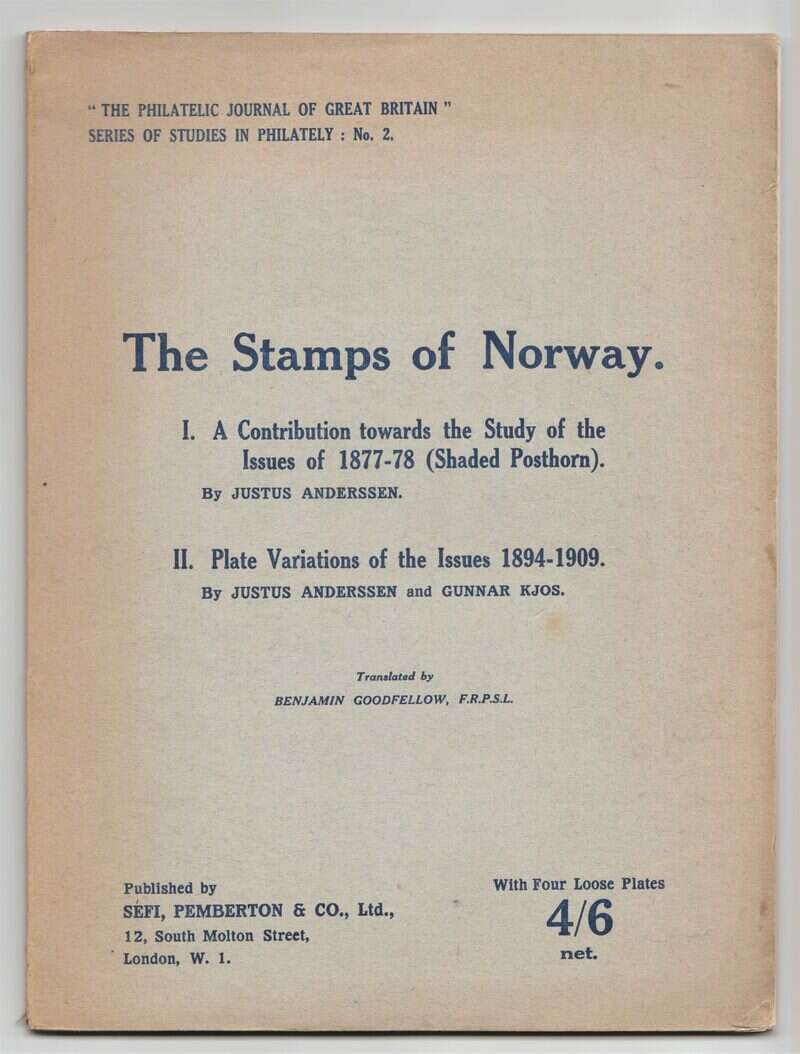 “ THE PHILATELIC JOURNAL OF GREAT BRITAIN ”
SERIES OF STUDIES IN PHILATELY : No. 2.
The Stamps of Norway.
I. A Contribution towards the Study of the
Issues of 1877-78 (Shaded Posthorn).
By JUSTUS ANDERSSEN.
II. Plate Variations of the Issues 1894-1909.
By JUSTUS ANDERSSEN and GUNNAR KJOS.
Translated by
BENJAMIN GOODFELLOW, F.R.P.S.L.
Published by
SÉFI, PEMBERTON & CO., Ltd.,
12, South Molton Street,
London, W. 1.
With Four Loose Plates
4/6
net.